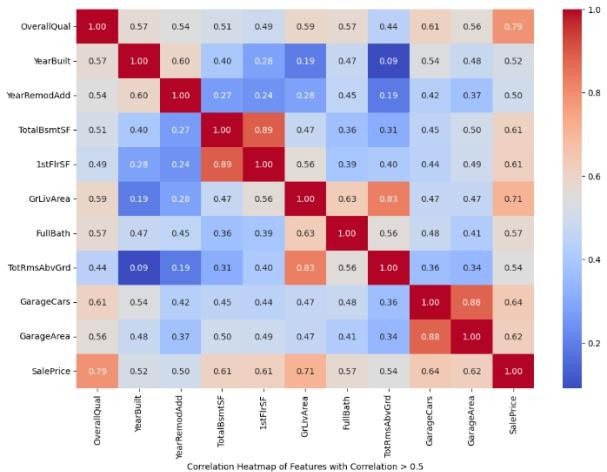 OverallQual 1.00 0.57 0.54 0.51 0.49 0.59 0.57 0.44 0.61 0.56 0.79
YearBuilt 0.57 1.00 0.60 0.40 0.28 0.19 0.47 0.09 0.54 0.48 0.52
YearRemodAdd 0.54 0.60 1.00 0.27 0.24 0.28 0.45 0.19 0.42 0.37 0.50
TotalBsmtSF 0.51 0.40 0.27 1.00 0.89 0.47 0.36 0.31 0.45 0.50 0.61
1stFlrSF 0.49 0.28 0.24 0.89 1.00 0.56 0.39 0.40 0.44 0.49 0.61
GrLivArea 0.59 0.19 0.28 0.47 0.56 1.00 0.63 0.83 0.47 0.47 0.71
FullBath 0.57 0.47 0.45 0.36 0.39 0.63 1.00 0.56 0.48 0.41 0.57
TotRmsAbvGrd 0.44 0.09 0.19 0.31 0.40 0.83 0.56 1.00 0.36 0.34 0.54
GarageCars 0.61 0.54 0.42 0.45 0.44 0.47 0.48 0.36 1.00 0.88 0.64
GarageArea 0.56 0.48 0.37 0.50 0.49 0.47 0.41 0.34 0.88 1.00 0.62
SalePrice 0.79 0.52 0.50 0.61 0.61 0.71 0.57 0.54 0.64 0.62 1.00
OverallQual
YearBuilt
YearRemodAdd
TotalBsmtSF
1stFlrSF
GrLivArea
FullBath
TotRmsAbvGrd
GarageCars
GarageArea
SalePrice
1.0
0.8
0.6
0.4
0.2
Correlation Heatmap of Features with Correlation > 0.5